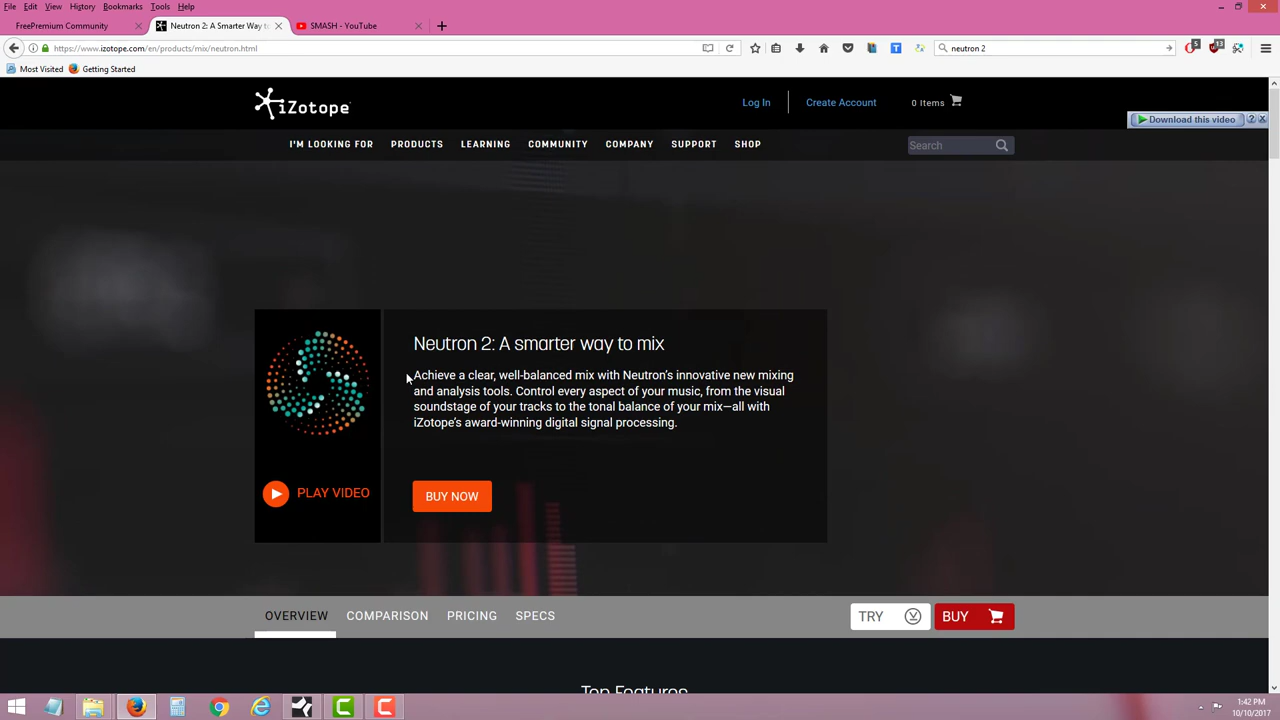 File Edit View History Bookmarks Tools Help
FreePremium Community
Neutron 2: A Smarter Way to
SMASH - YouTube
https://www.izotope.com/en/products/mix/neutron.html
neutron 2
5
13
Most Visited
Getting Started
iZotope
Log In
Create Account
0 Items
Download this video
?
I'M LOOKING FOR
PRODUCTS
LEARNING
COMMUNITY
COMPANY
SUPPORT
SHOP
Search
Neutron 2: A smarter way to mix
Achieve a clear, well-balanced mix with Neutron's innovative new mixing
and analysis tools. Control every aspect of your music, from the visual
soundstage of your tracks to the tonal balance of your mix—all with
iZotope's award-winning digital signal processing.
PLAY VIDEO
BUY NOW
OVERVIEW
COMPARISON
PRICING
SPECS
TRY
BUY
Top Features
1:42 PM
10/10/2017